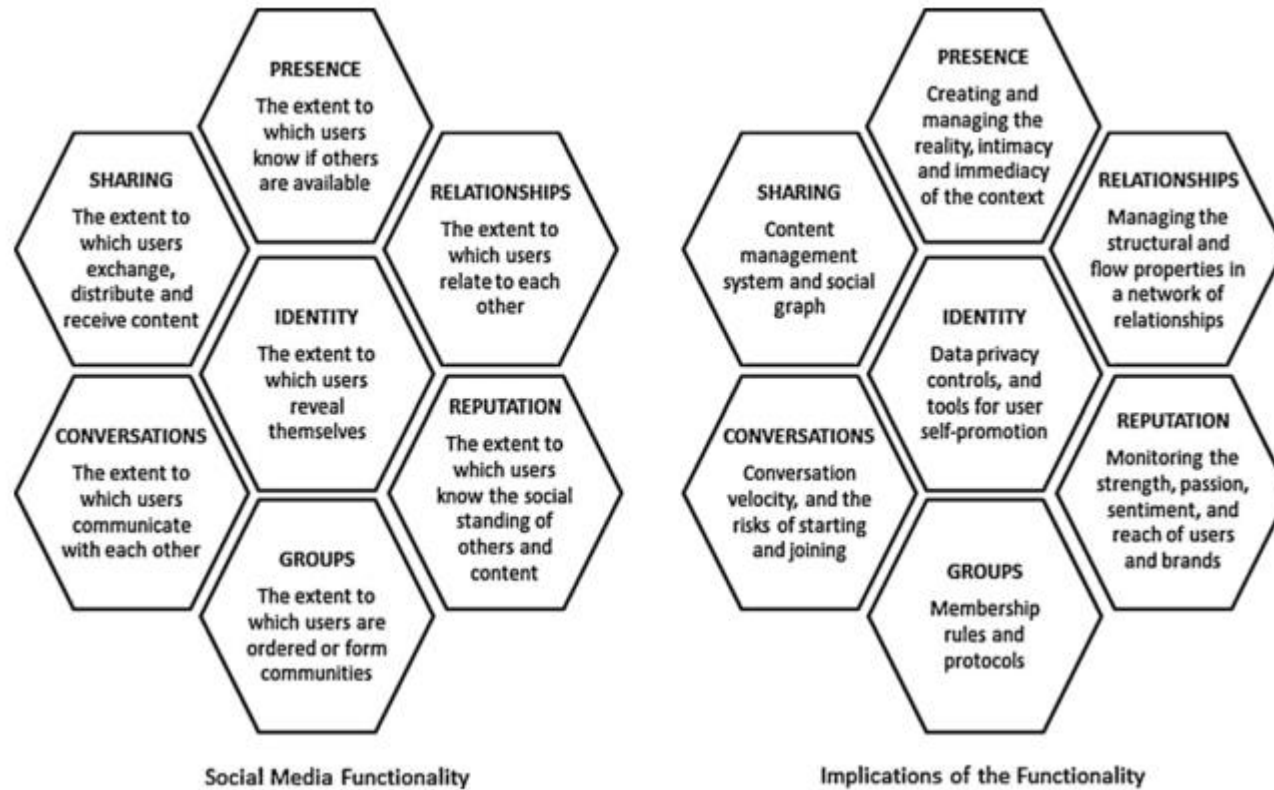 PRESENCE
The extent to
which users
know if others
are available
SHARING
The extent to
which users
exchange,
distribute and
receive content
RELATIONSHIPS
The extent to
which users
relate to each
other
IDENTITY
The extent to
which users
reveal
themselves
CONVERSATIONS
The extent to
which users
communicate
with each other
REPUTATION
The extent to
which users
know the social
standing of
others and
content
GROUPS
The extent to
which users are
ordered or form
communities
Social Media Functionality
PRESENCE
Creating and
managing the
reality, intimacy
and immediacy
of the context
SHARING
Content
management
system and social
graph
RELATIONSHIPS
Managing the
structural and
flow properties in
a network of
relationships
IDENTITY
Data privacy
controls, and
tools for user
self-promotion
CONVERSATIONS
Conversation
velocity, and the
risks of starting
and joining
REPUTATION
Monitoring the
strength, passion,
sentiment, and
reach of users
and brands
GROUPS
Membership
rules and
protocols
Implications of the Functionality